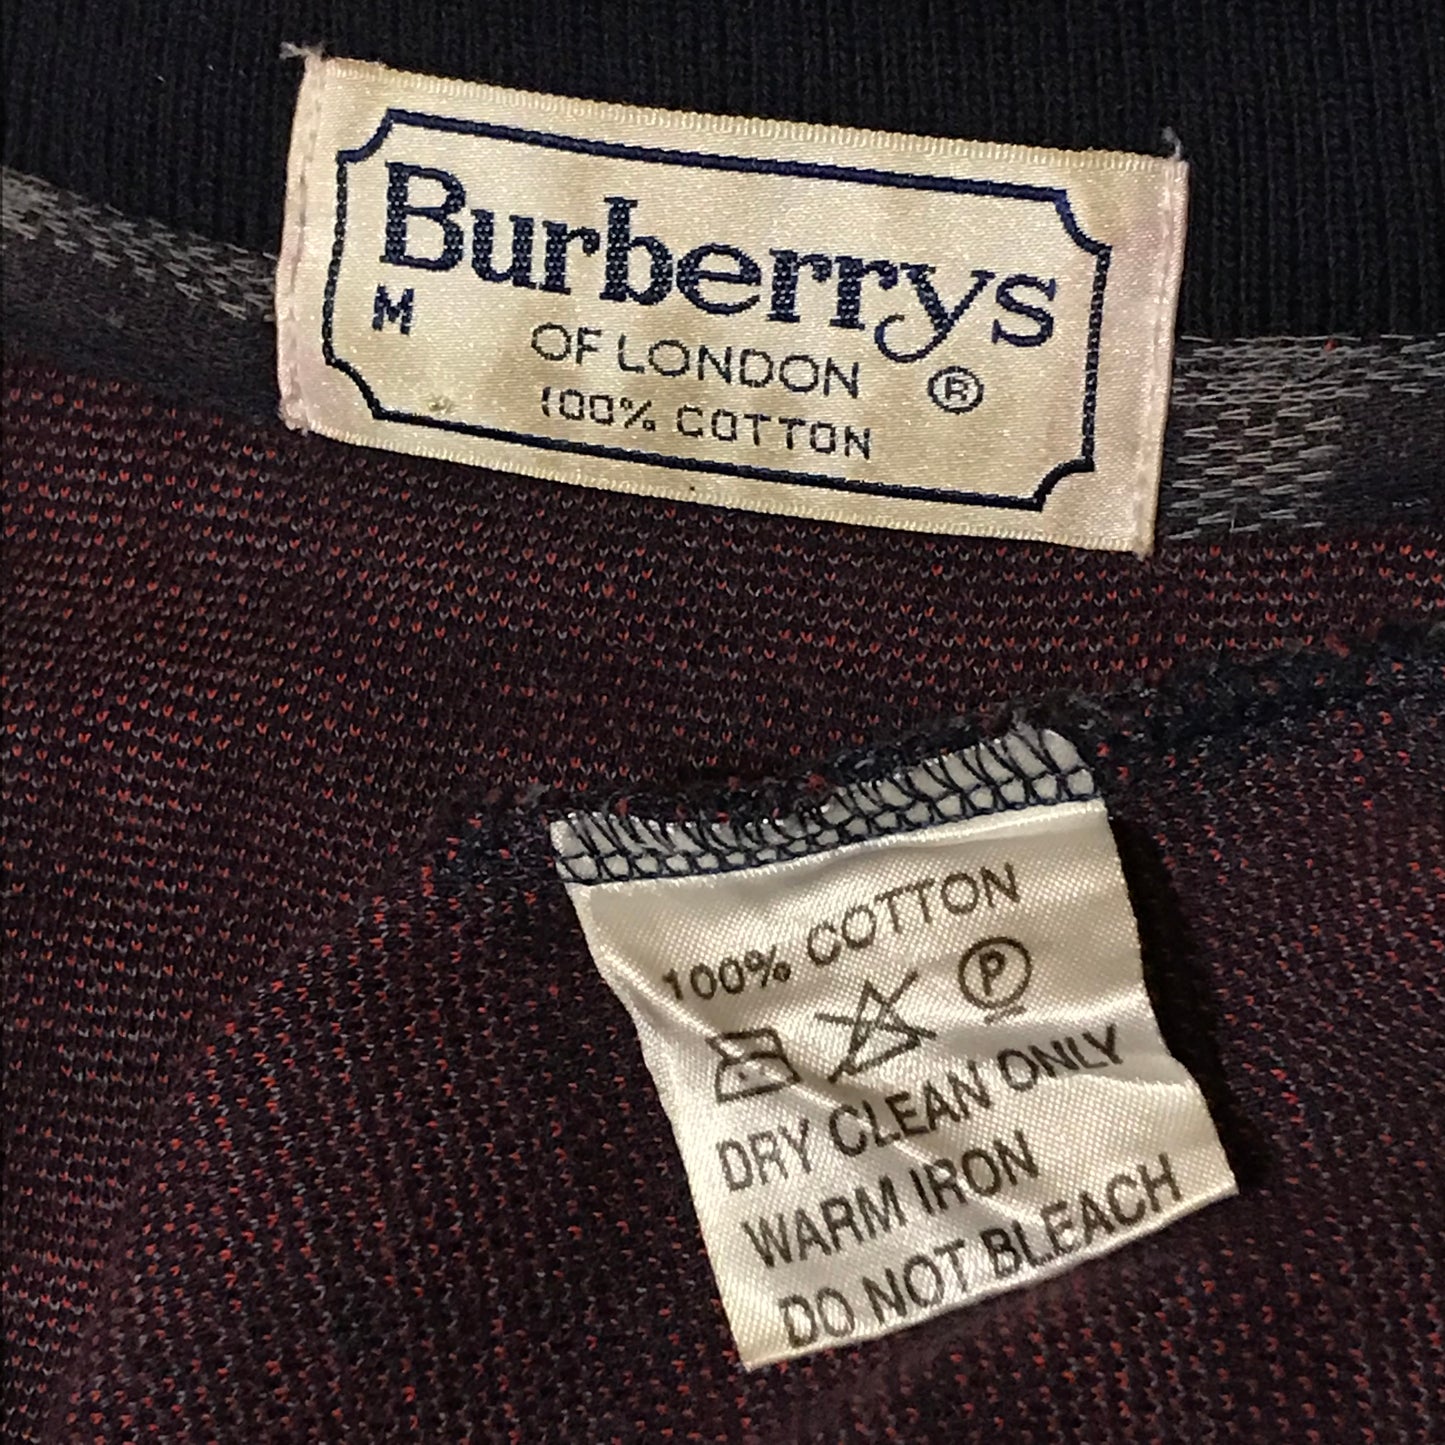 Burberrys
M
OF LONDON ®
100% COTTON
100% COTTON
P
DRY CLEAN ONLY
WARM IRON
DO NOT BLEACH